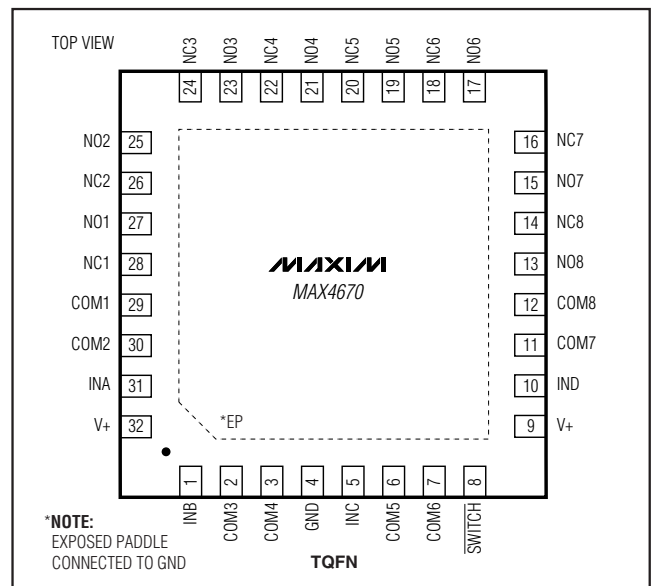 TOP VIEW
NC3
NO3
NC4
NO4
NC5
NO5
NC6
NO6
24
23
22
21
20
19
18
17
NO2 25
NC2 26
NO1 27
NC1 28
COM1 29
COM2 30
INA 31
V+ 32
16 NC7
15 NO7
14 NC8
13 NO8
12 COM8
11 COM7
10 IND
9 V+
MAXIM
MAX4670
*EP
1
2
3
4
5
6
7
8
INB
COM3
COM4
GND
INC
COM5
COM6
SWITCH
*NOTE:
EXPOSED PADDLE
CONNECTED TO GND
TQFN